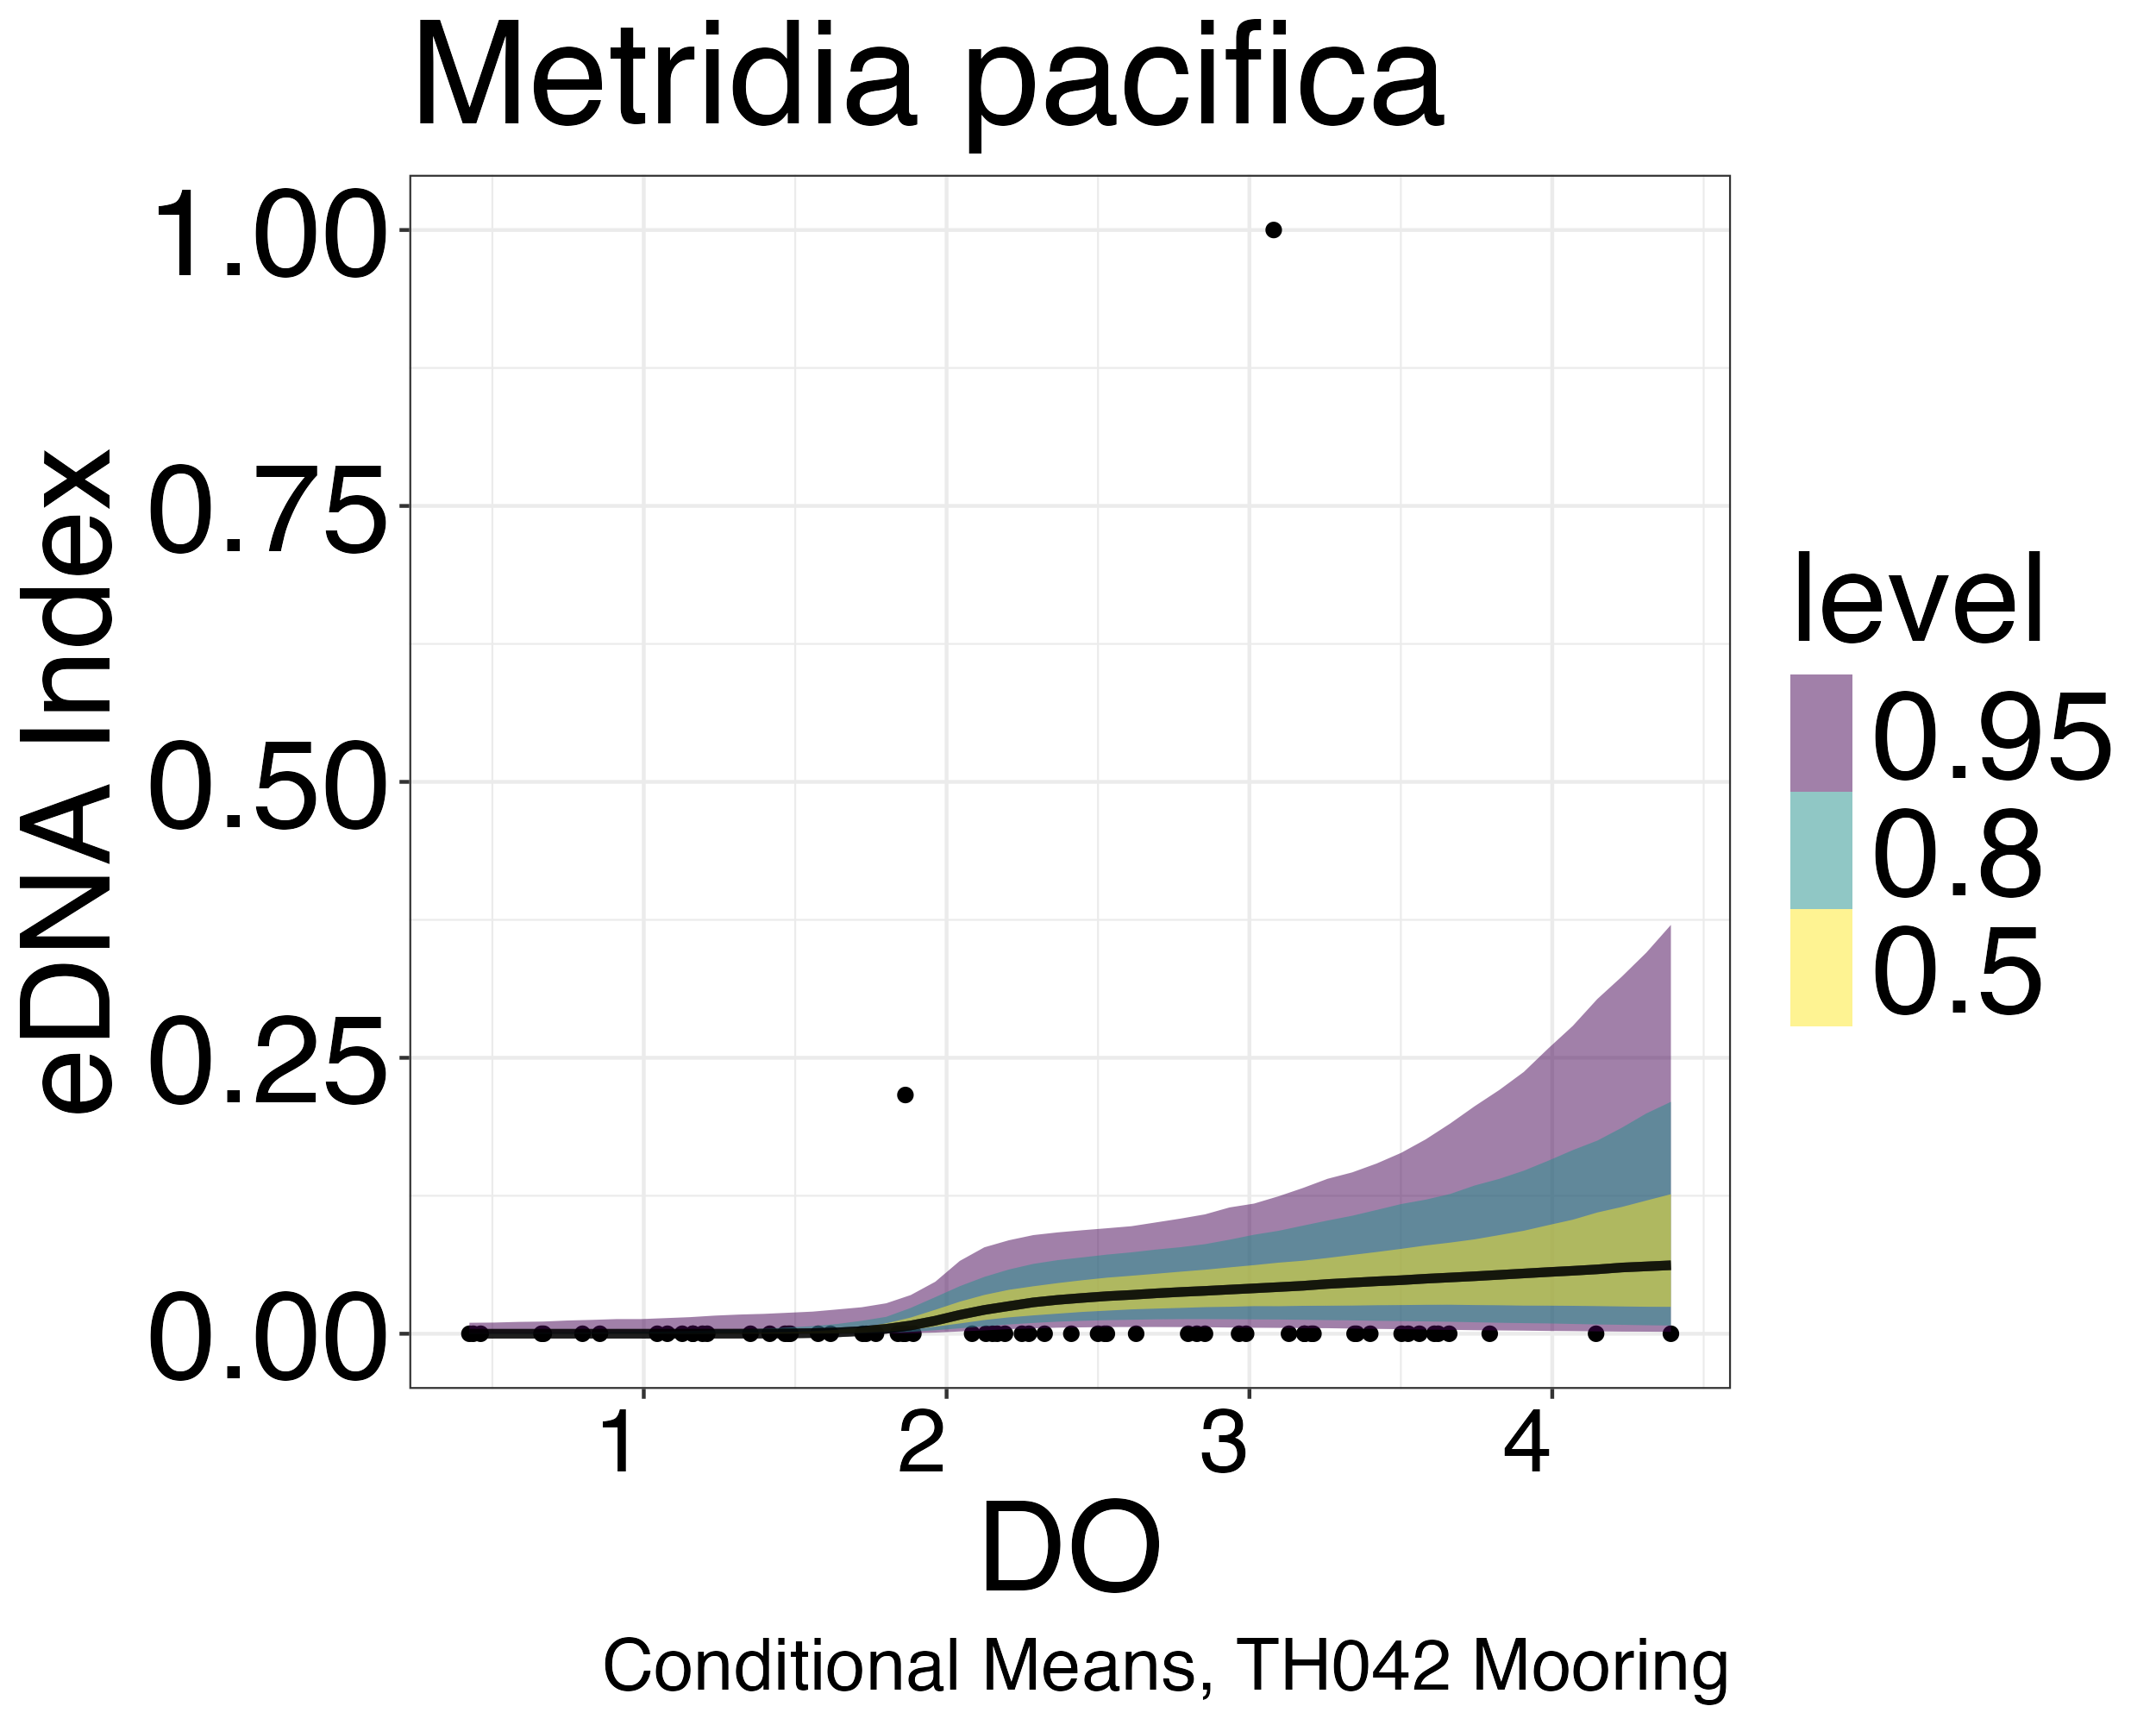 Metridia pacifica
eDNA Index
1.00
0.75
0.50
0.25
0.00
1 2 3 4
DO
Conditional Means, TH042 Mooring
level
0.95
0.8
0.5